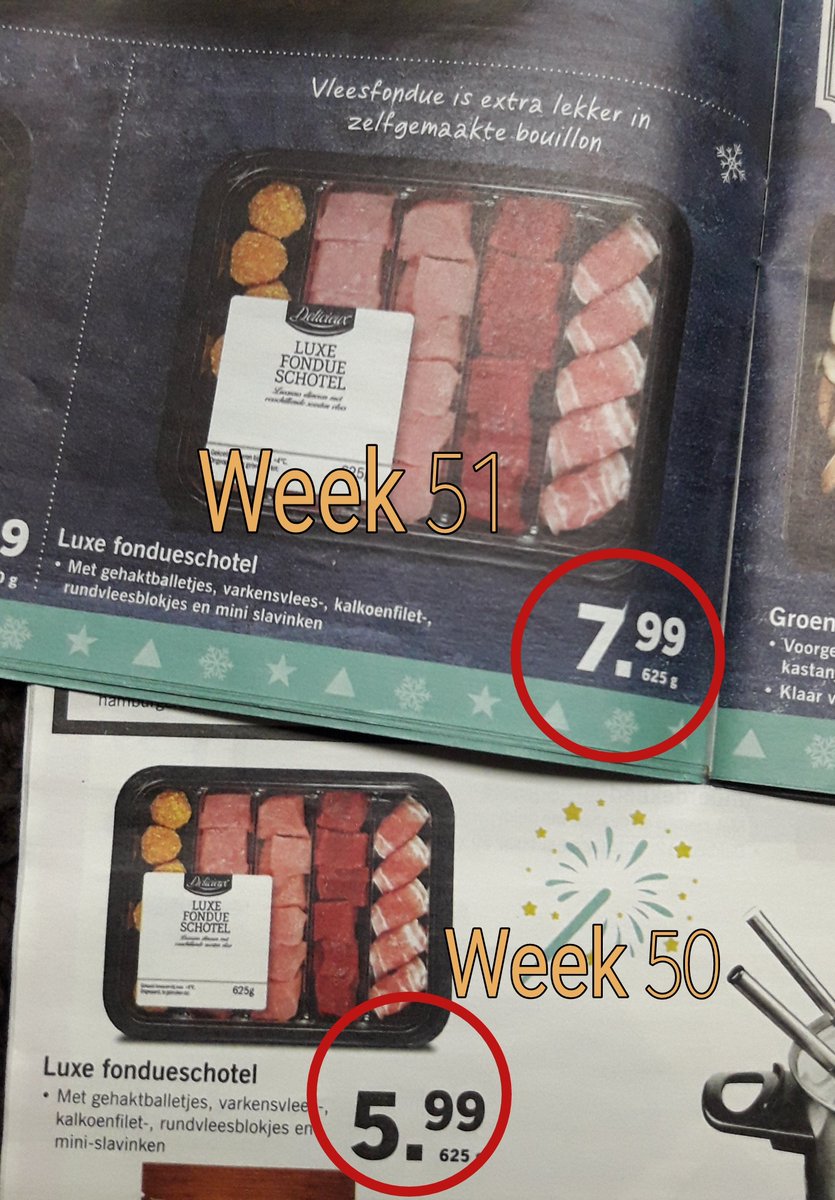 Vleesfondue is extra lekker in
zelfgemaakte bouillon
Delicieux
LUXE
FONDUE
SCHOTEL
Week 51
99
Luxe fondueschotel
• Met gehaktballetjes, varkensvlees-, kalkoenfilet-,
rundvleesblokjes en mini slavinken
7.99
625 g
Groen
• Voorge
kastan
• Klaar v
Delicieux
LUXE
FONDUE
SCHOTEL
625g
Week 50
Luxe fondueschotel
• Met gehaktballetjes, varkensvlees-,
kalkoenfilet-, rundvleesblokjes en
mini-slavinken
5.99
625